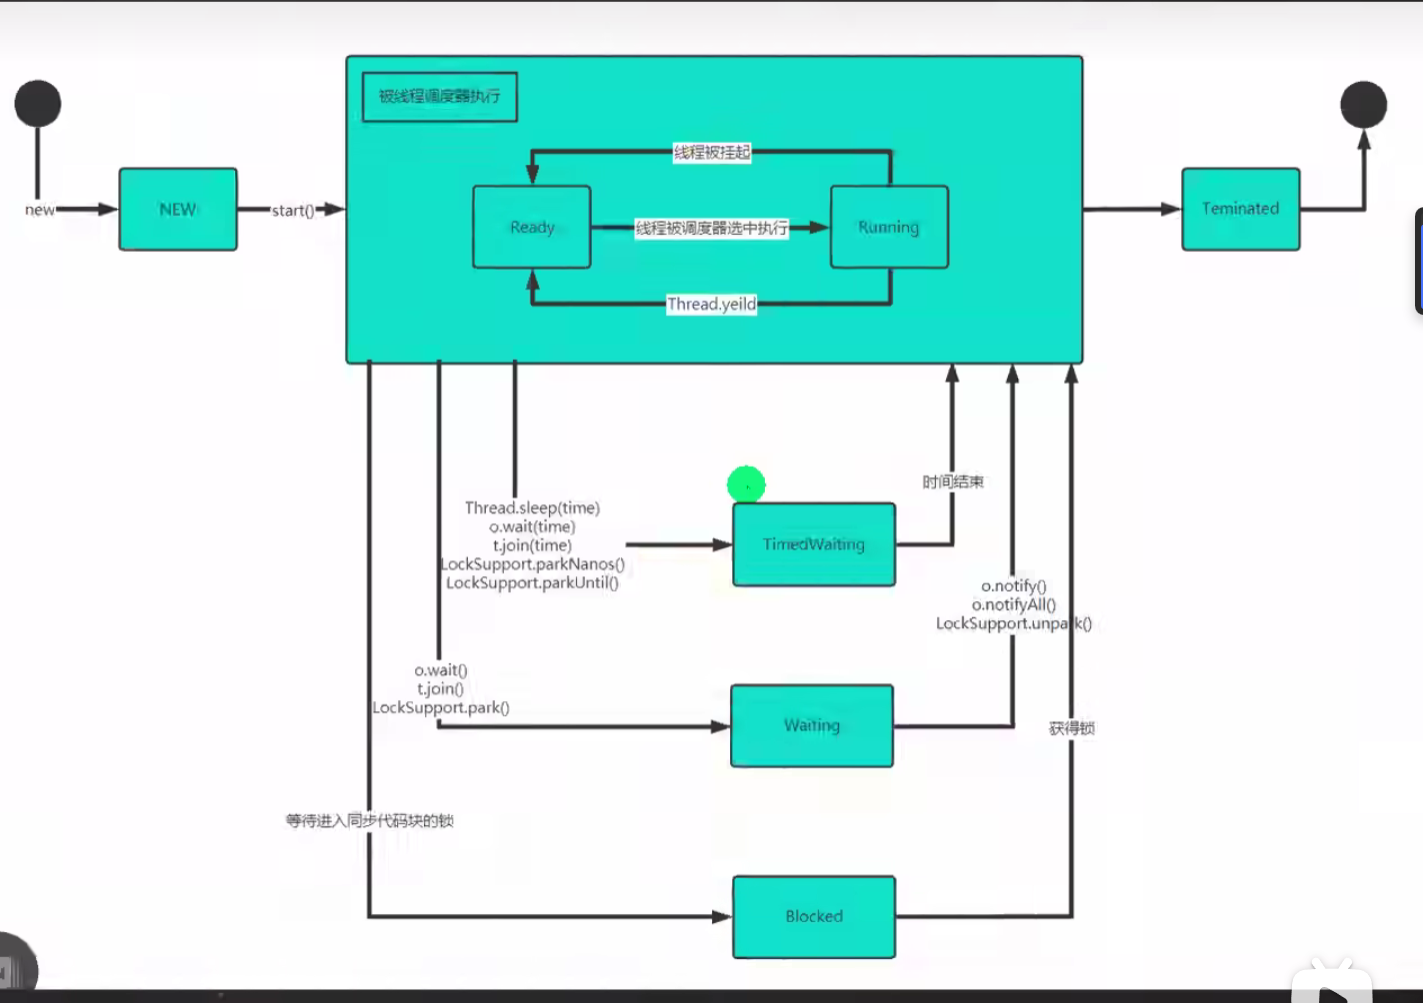 被线程调度器执行
线程被挂起
new
NEW
start()
Ready
线程被调度器选中执行
Running
Teminated
Thread.yeild
时间结束
Thread.sleep(time)
o.wait(time)
t.join(time)
LockSupport.parkNanos()
LockSupport.parkUntil()
TimedWaiting
o.notify()
o.notifyAll()
LockSupport.unpark()
o.wait()
t.join()
LockSupport.park()
Waiting
获得锁
等待进入同步代码块的锁
Blocked